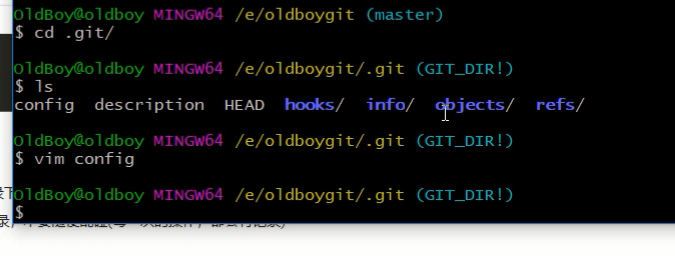 OldBoy@oldboy MINGW64 /e/oldboygit (master)
$ cd .git/
OldBoy@oldboy MINGW64 /e/oldboygit/.git (GIT_DIR!)
$ ls
config description HEAD hooks/ info/ objects/ refs/
OldBoy@oldboy MINGW64 /e/oldboygit/.git (GIT_DIR!)
$ vim config
OldBoy@oldboy MINGW64 /e/oldboygit/.git (GIT_DIR!)
$